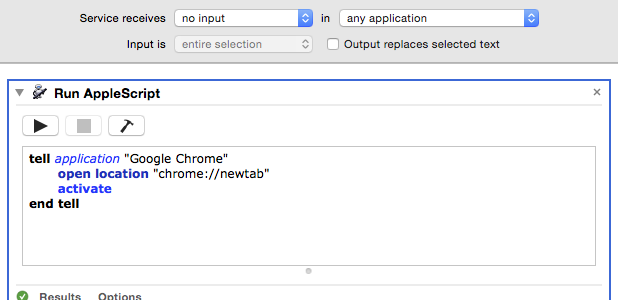 Service receives no input in any application
Input is entire selection Output replaces selected text
Run AppleScript
tell application "Google Chrome"
open location "chrome://newtab"
activate
end tell
Results Options